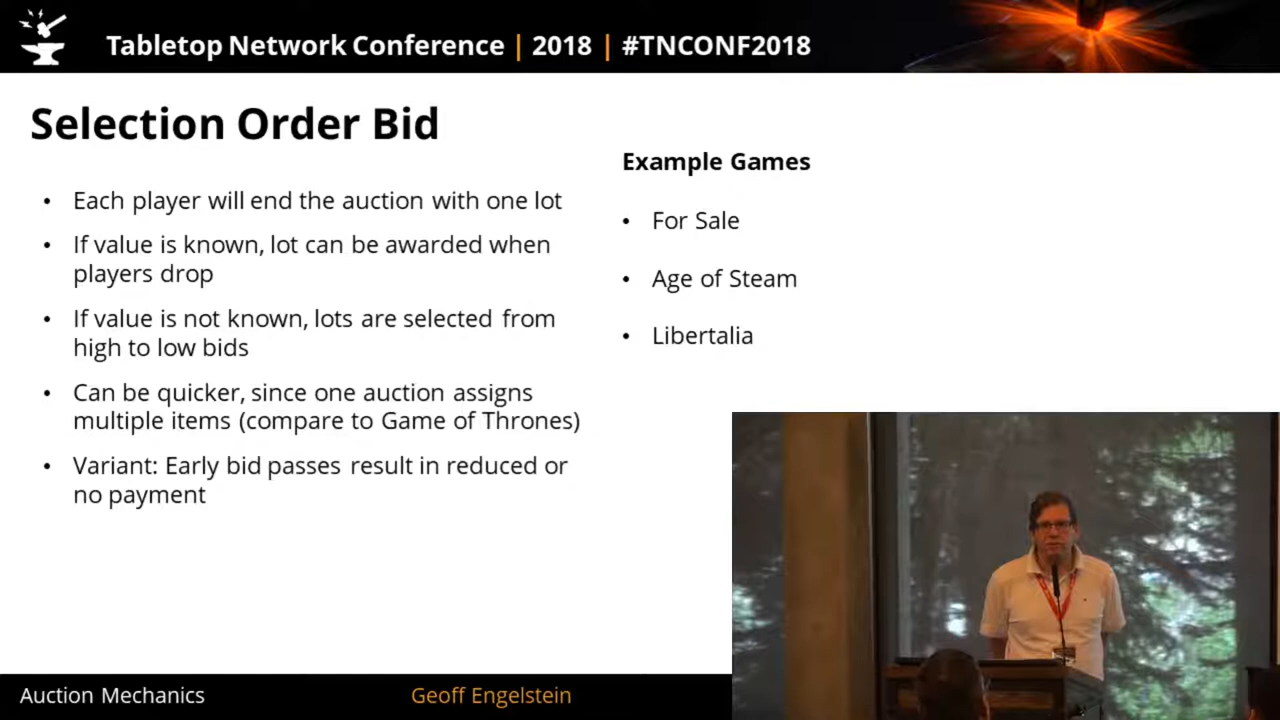 Tabletop Network Conference | 2018 | #TNCONF2018
Selection Order Bid
• Each player will end the auction with one lot
• If value is known, lot can be awarded when
players drop
• If value is not known, lots are selected from
high to low bids
• Can be quicker, since one auction assigns
multiple items (compare to Game of Thrones)
• Variant: Early bid passes result in reduced or
no payment
Example Games
• For Sale
• Age of Steam
• Libertalia
Auction Mechanics
Geoff Engelstein